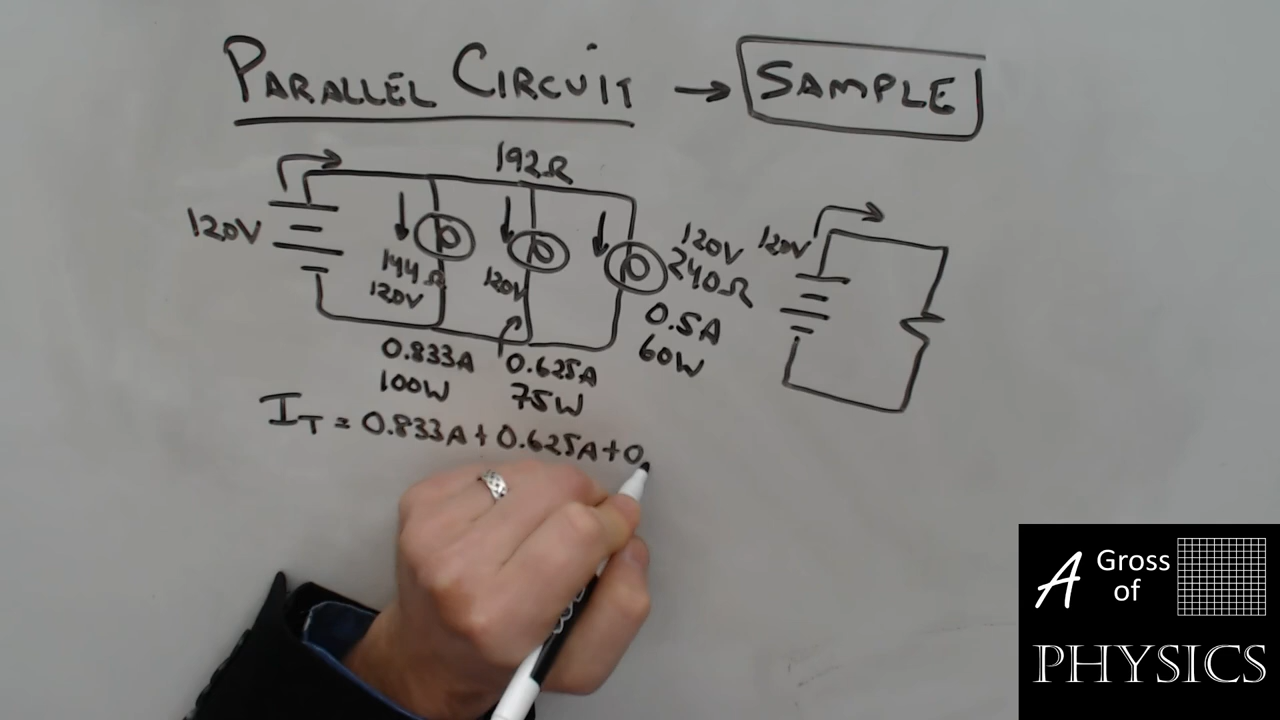 PARALLEL CIRCUIT → SAMPLE
192Ω
120V
144Ω
120V
120V
120V
240Ω
0.5A
60W
120V
0.833A
100W
0.625A
75W
I_T = 0.833A + 0.625A + 0.
A Gross of
PHYSICS